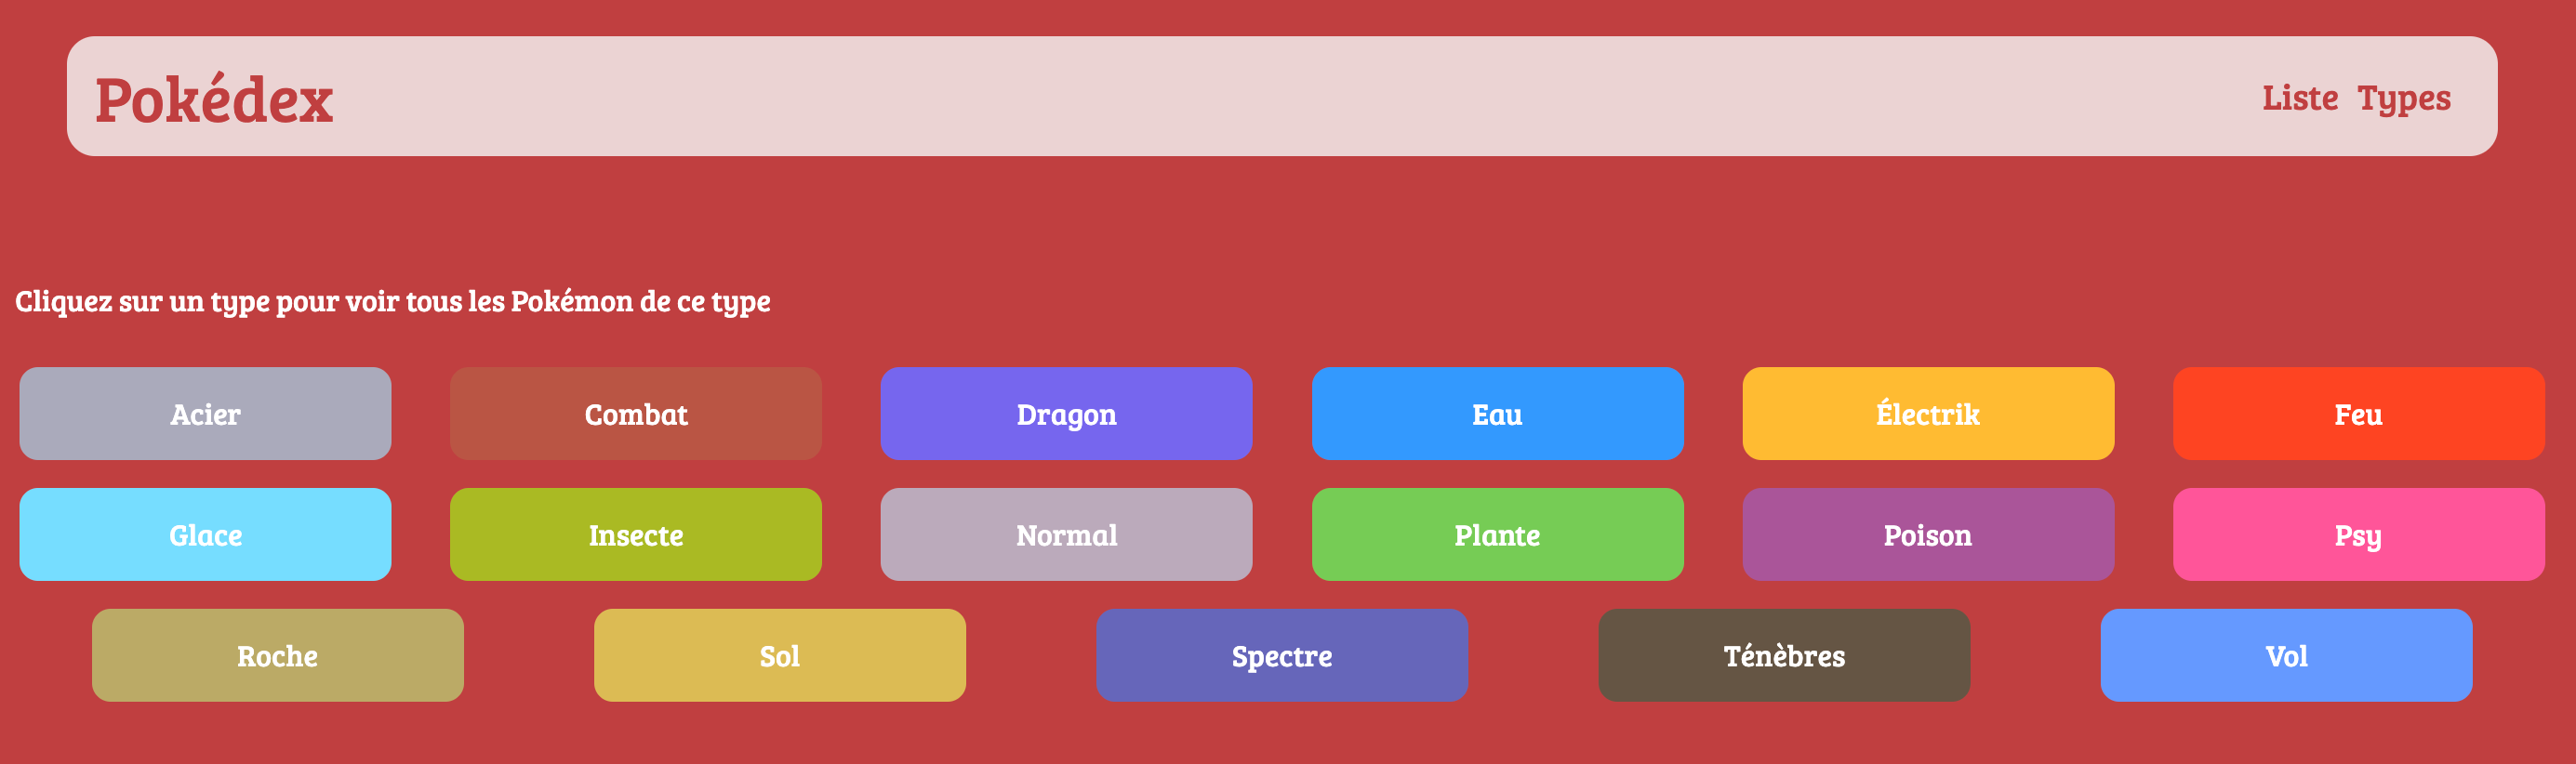 Pokédex
Liste Types
Cliquez sur un type pour voir tous les Pokémon de ce type
Acier Combat Dragon Eau Électrik Feu
Glace Insecte Normal Plante Poison Psy
Roche Sol Spectre Ténèbres Vol